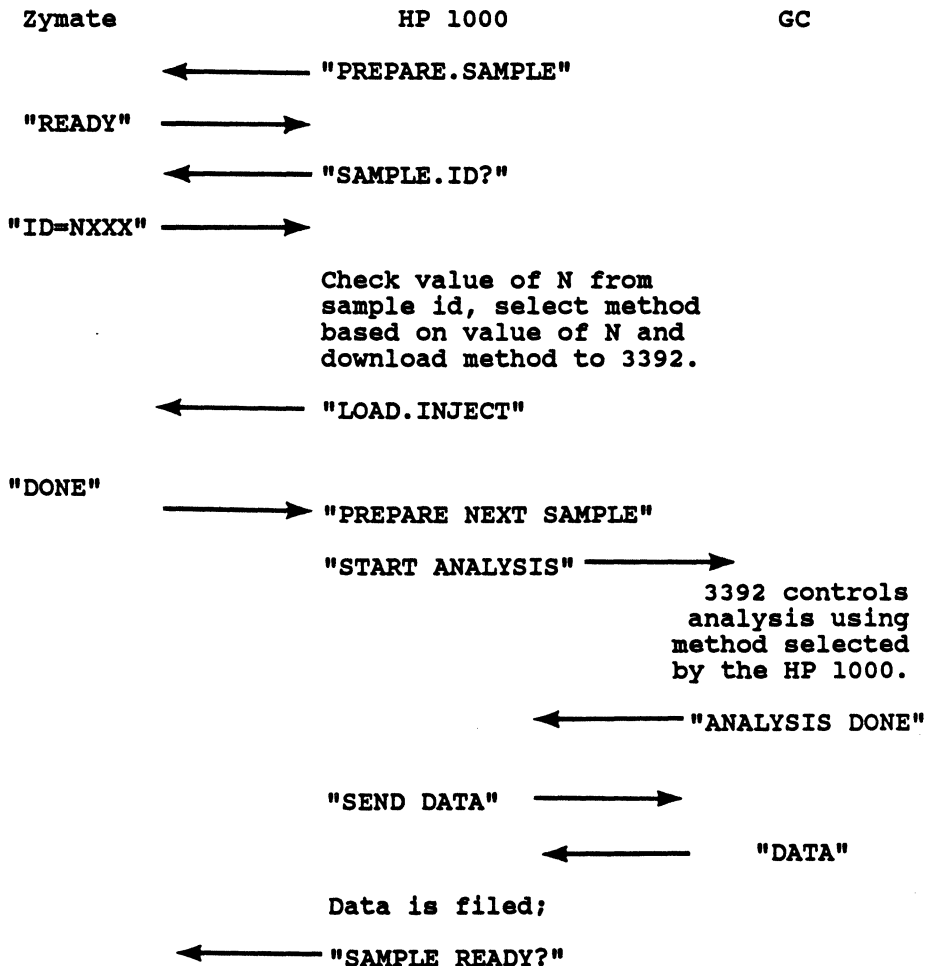 Zymate HP 1000 GC
"PREPARE.SAMPLE"
"READY"
"SAMPLE.ID?"
"ID=NXXX"
Check value of N from
sample id, select method
based on value of N and
download method to 3392.
"LOAD.INJECT"
"DONE"
"PREPARE NEXT SAMPLE"
"START ANALYSIS"
3392 controls
analysis using
method selected
by the HP 1000.
"ANALYSIS DONE"
"SEND DATA"
"DATA"
Data is filed;
"SAMPLE READY?"